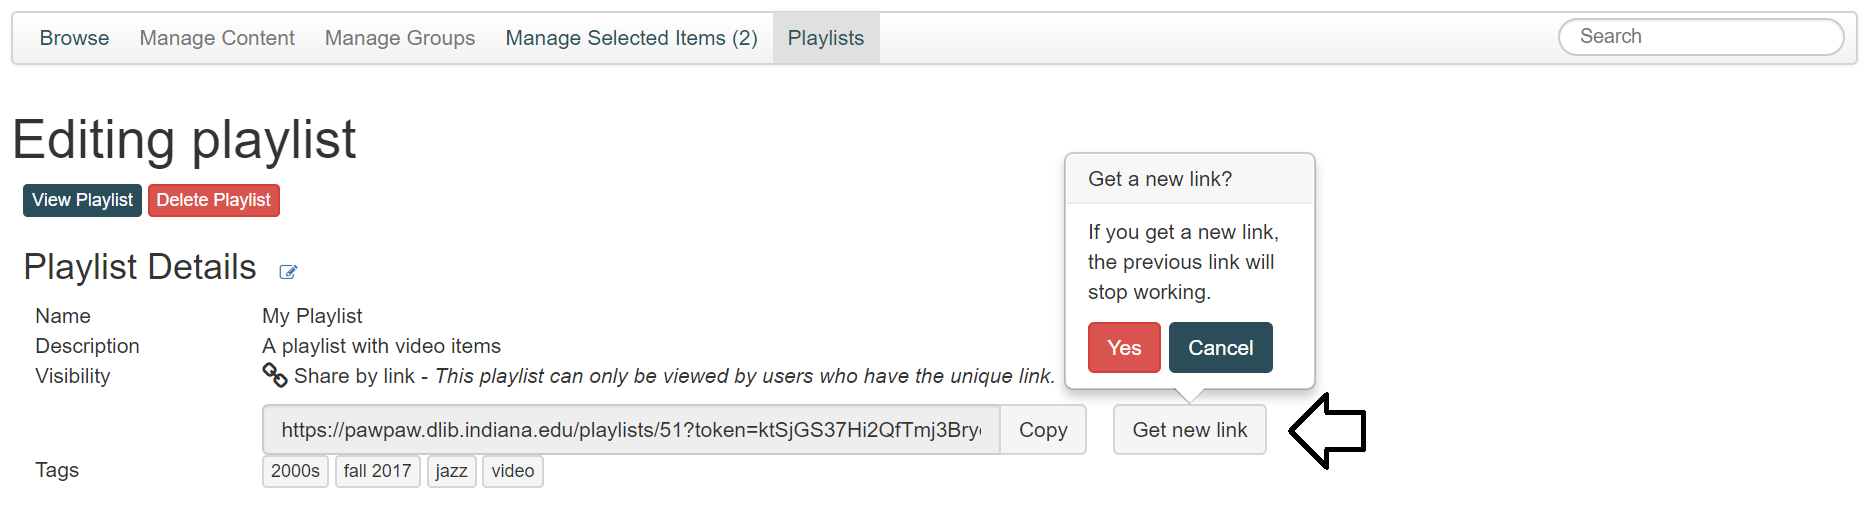 Browse Manage Content Manage Groups Manage Selected Items (2) Playlists Search
Editing playlist
View Playlist Delete Playlist
Get a new link?
If you get a new link,
the previous link will
stop working.
Yes Cancel
Playlist Details
Name My Playlist
Description A playlist with video items
Visibility Share by link - This playlist can only be viewed by users who have the unique link.
https://pawpaw.dlib.indiana.edu/playlists/51?token=ktSjGS37Hi2QfTmj3Bry Copy Get new link
Tags 2000s fall 2017 jazz video